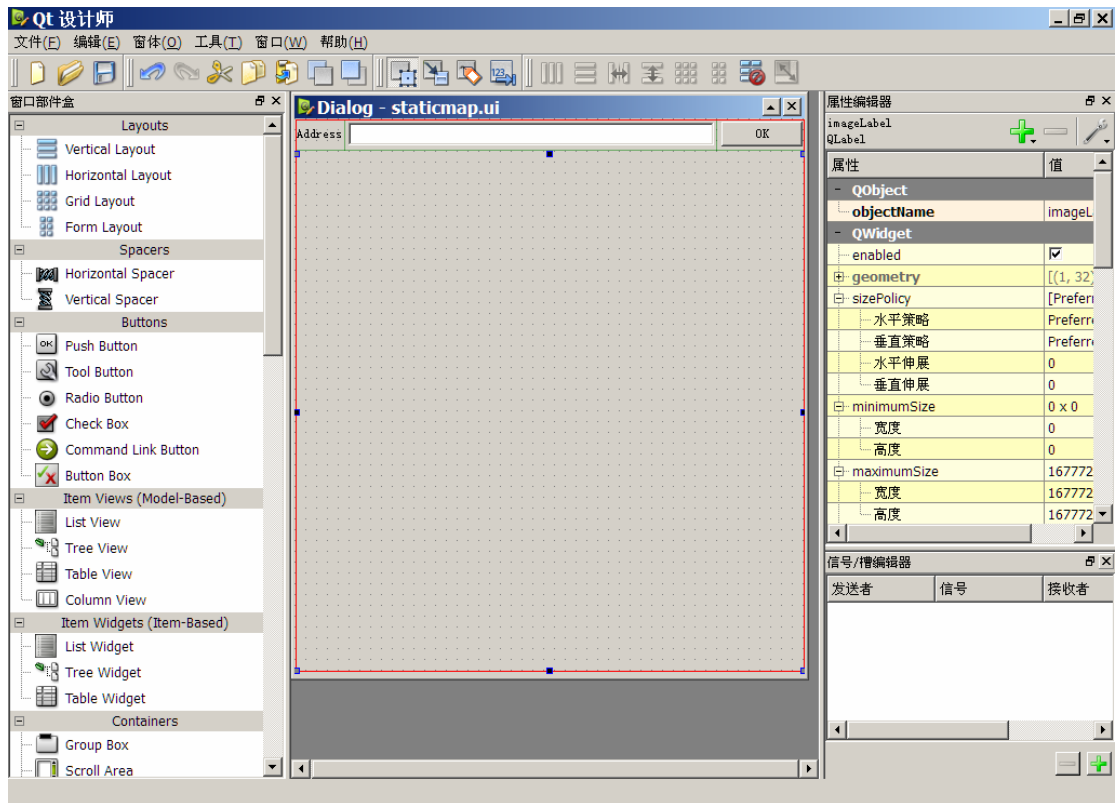 Qt 设计师
文件(F) 编辑(E) 窗体(O) 工具(T) 窗口(W) 帮助(H)
123
窗口部件盒
Layouts
Vertical Layout
Horizontal Layout
Grid Layout
Form Layout
Spacers
Horizontal Spacer
Vertical Spacer
Buttons
OK
Push Button
Tool Button
Radio Button
Check Box
Command Link Button
Button Box
Item Views (Model-Based)
List View
Tree View
Table View
Column View
Item Widgets (Item-Based)
List Widget
Tree Widget
Table Widget
Containers
Group Box
Scroll Area
Dialog - staticmap.ui
Address
OK
属性编辑器
imageLabel
QLabel
属性 值
QObject
objectName imageL
QWidget
enabled
geometry [(1, 32)
sizePolicy [Preferr
水平策略 Preferr
垂直策略 Preferr
水平伸展 0
垂直伸展 0
minimumSize 0 x 0
宽度 0
高度 0
maximumSize 167772
宽度 167772
高度 167772
信号/槽编辑器
发送者 信号 接收者